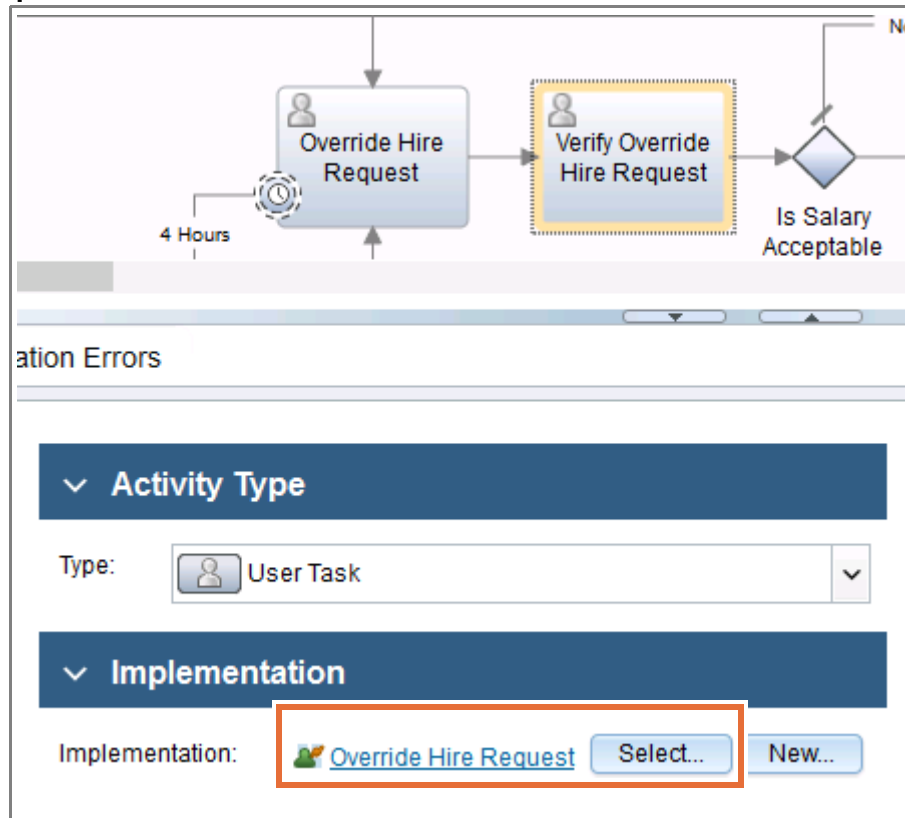 Override Hire
Request
Verify Override
Hire Request
4 Hours
Is Salary
Acceptable
ation Errors
Activity Type
Type:
User Task
Implementation
Implementation:
Override Hire Request
Select...
New...